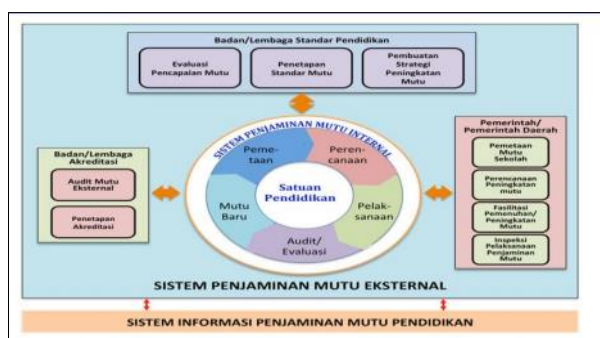 Badan/Lembaga Standar Pendidikan
Evaluasi
Pencapaian Mutu
Penetapan
Standar Mutu
Pembuatan
Strategi
Peningkatan
Mutu
Badan/Lembaga
Akreditasi
Audit Mutu
Eksternal
Penetapan
Akreditasi
SISTEM PENJAMINAN MUTU INTERNAL
Peme-
taan
Peren-
canaan
Pelak-
sanaan
Audit/
Evaluasi
Mutu
Baru
Satuan
Pendidikan
Pemerintah/
Pemerintah Daerah
Pemetaan
Mutu
Sekolah
Perencanaan
Peningkatan
mutu
Fasilitasi
Pemenuhan/
Peningkatan
Mutu
Inspeksi
Pelaksanaan
Penjaminan
Mutu
SISTEM PENJAMINAN MUTU EKSTERNAL
SISTEM INFORMASI PENJAMINAN MUTU PENDIDIKAN